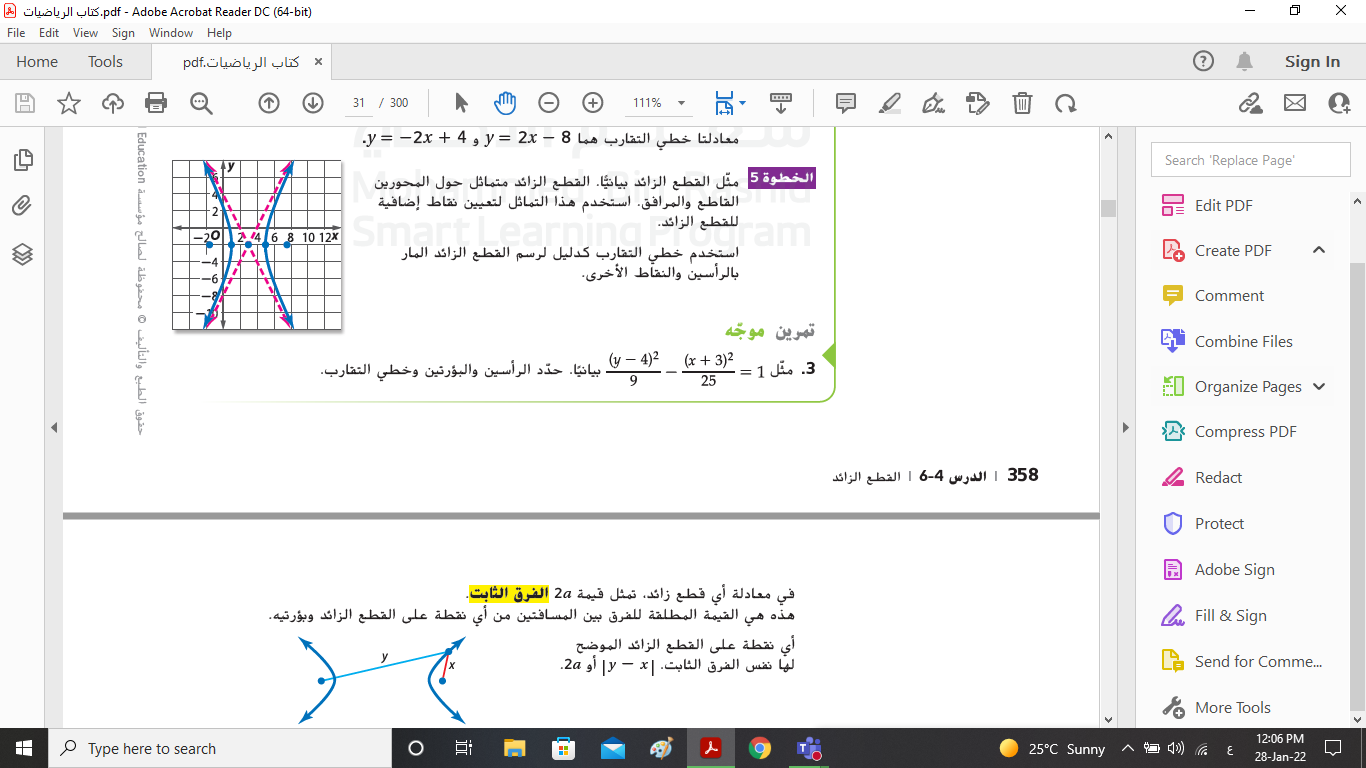 كتاب الرياضيات.pdf - Adobe Acrobat Reader DC (64-bit)
File Edit View Sign Window Help
Home Tools كتاب الرياضيات.pdf × Sign In
31 / 300 111%
معادلتا خطي التقارب هما y = 2x − 8 و y = −2x + 4.
الخطوة 5 مثّل القطع الزائد بيانيًا. القطع الزائد متماثل حول المحورين
القاطع والمرافق. استخدم هذا التماثل لتعيين نقاط إضافية
للقطع الزائد.
استخدم خطي التقارب كدليل لرسم القطع الزائد المار
بالرأسين والنقاط الأخرى.
Smart Learning Program
y
4
2
−2 O 2 4 6 8 10 12 x
−4
−6
−8
حقوق الطبع والتأليف © محفوظة لصالح مؤسسة Education
تمرين موجّه
3. مثّل (y − 4)²/9 − (x + 3)²/25 = 1 بيانيًا. حدّد الرأسين والبؤرتين وخطي التقارب.
358 | الدرس 4-6 | القطع الزائد
في معادلة أي قطع زائد، تمثل قيمة 2a الفرق الثابت.
هذه هي القيمة المطلقة للفرق بين المسافتين من أي نقطة على القطع الزائد وبؤرتيه.
أي نقطة على القطع الزائد الموضح
لها نفس الفرق الثابت. |y − x| أو 2a.
y
x
Search 'Replace Page'
Edit PDF
Create PDF
Comment
Combine Files
Organize Pages
Compress PDF
Redact
Protect
Adobe Sign
Fill & Sign
Send for Comme...
More Tools
Type here to search
25°C Sunny
ع
12:06 PM
28-Jan-22